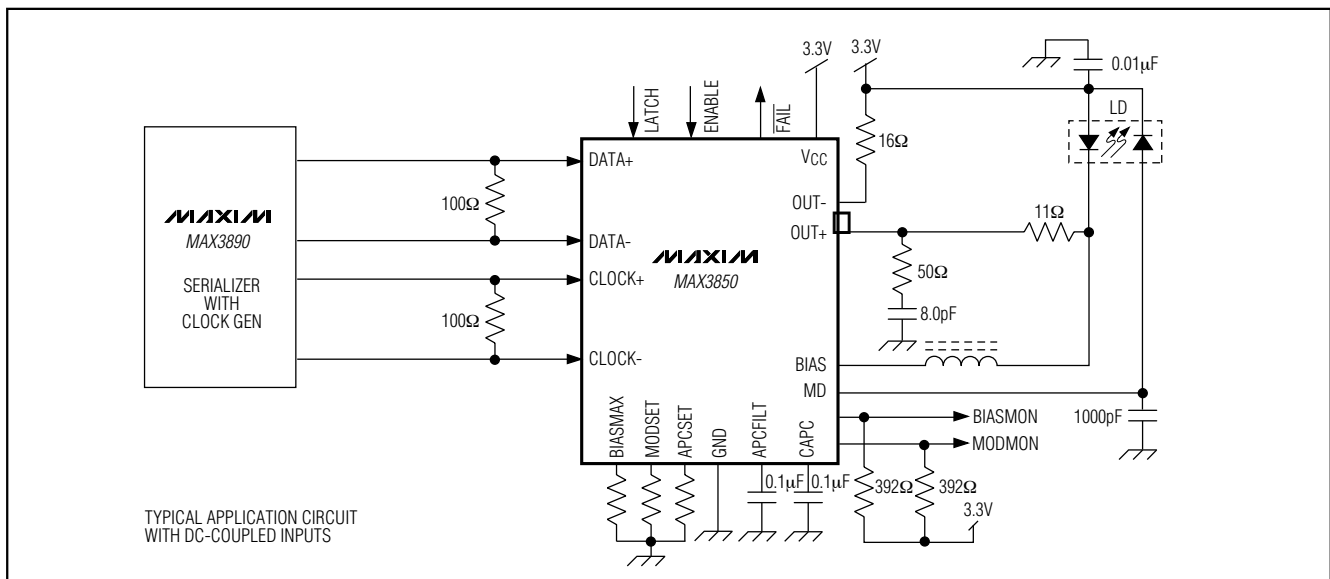 3.3V
3.3V
0.01µF
LATCH
ENABLE
FAIL
LD
DATA+
VCC
16Ω
100Ω
OUT-
MAXIM
MAX3890
OUT+
11Ω
DATA-
MAXIM
MAX3850
CLOCK+
50Ω
SERIALIZER
WITH
CLOCK GEN
100Ω
8.0pF
CLOCK-
BIAS
MD
BIASMAX
MODSET
APCSET
GND
APCFILT
CAPC
BIASMON
1000pF
MODMON
0.1µF
0.1µF
392Ω
392Ω
3.3V
TYPICAL APPLICATION CIRCUIT
WITH DC-COUPLED INPUTS